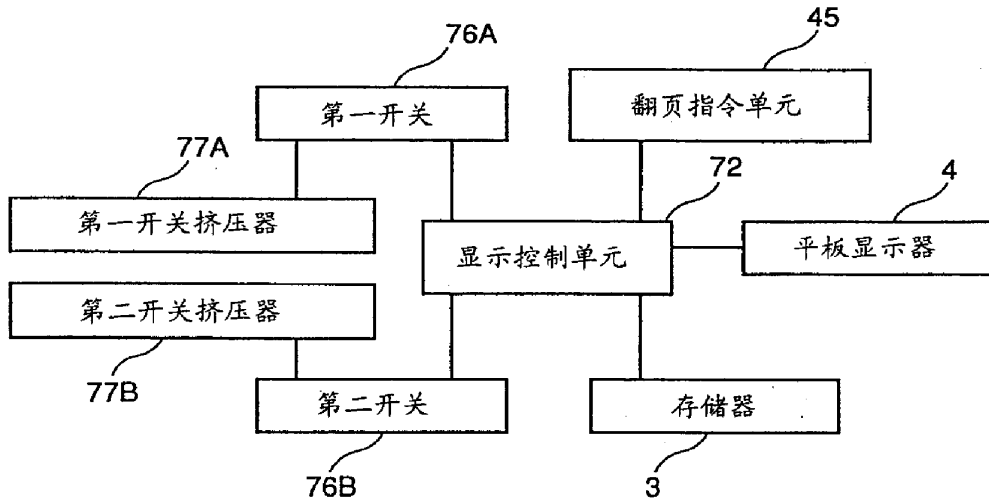 76A
45
第一开关
翻页指令单元
77A
72
4
第一开关挤压器
显示控制单元
平板显示器
第二开关挤压器
77B
第二开关
存储器
76B
3